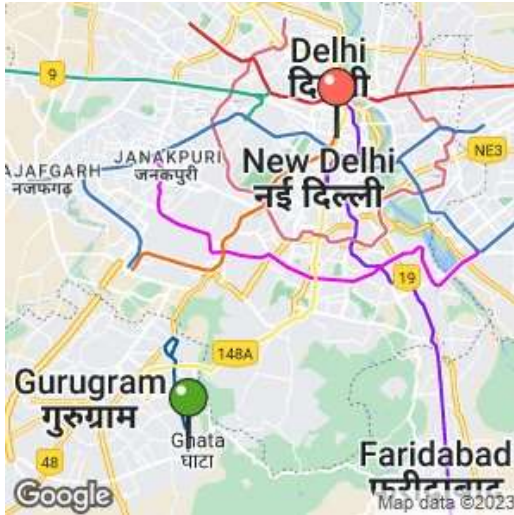 Delhi
9
NE3
JANAKPURI
जनकपुरी
AJAFGARH
नजफगढ़
New Delhi
नई दिल्ली
19
148A
Gurugram
गुरुग्राम
Ghata
घाटा
48
Faridabad
Google
Map data ©2023